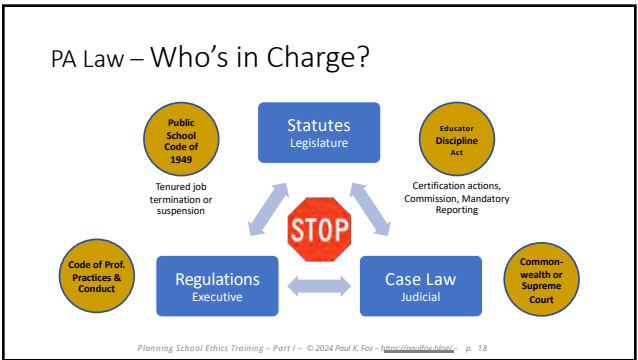 PA Law – Who's in Charge?
Public
School
Code of
1949
Tenured job
termination or
suspension
Statutes
Legislature
Educator
Discipline
Act
Certification actions,
Commission, Mandatory
Reporting
STOP
Code of Prof.
Practices &
Conduct
Regulations
Executive
Case Law
Judicial
Common-
wealth or
Supreme
Court
Planning School Ethics Training – Part I – © 2024 Paul K. Fox – https://paulfox.blog/ – p. 18